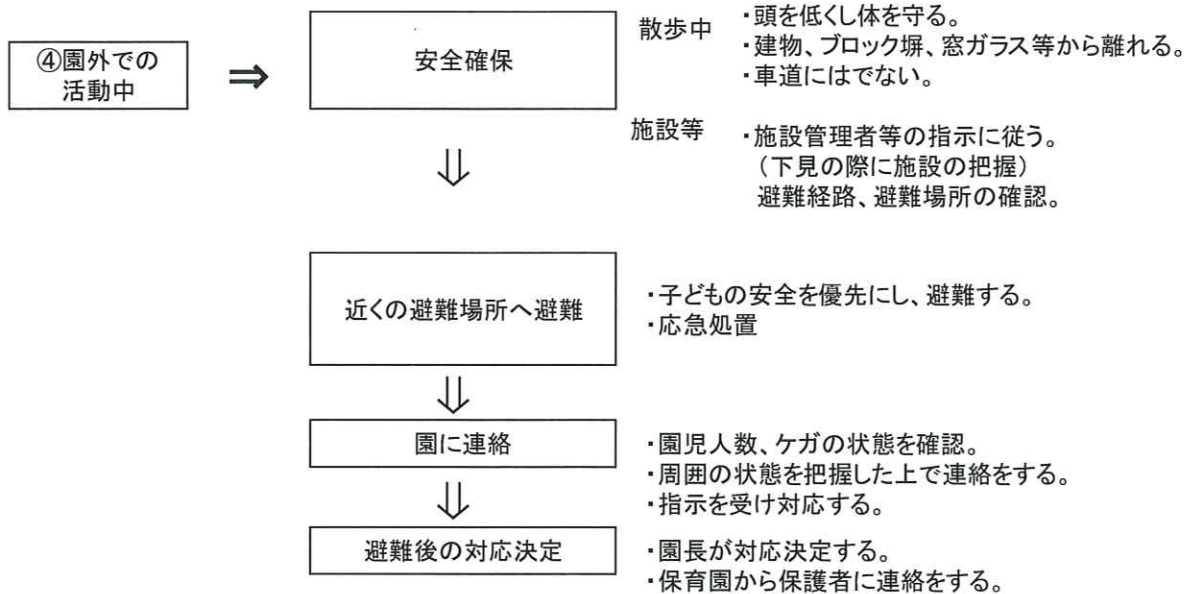 ④園外での
活動中
⇒
安全確保
散歩中
・頭を低くし体を守る。
・建物、ブロック塀、窓ガラス等から離れる。
・車道にはでない。
施設等
・施設管理者等の指示に従う。
（下見の際に施設の把握）
避難経路、避難場所の確認。
⇓
近くの避難場所へ避難
・子どもの安全を優先にし、避難する。
・応急処置
⇓
園に連絡
・園児人数、ケガの状態を確認。
・周囲の状態を把握した上で連絡をする。
・指示を受け対応する。
⇓
避難後の対応決定
・園長が対応決定する。
・保育園から保護者に連絡をする。